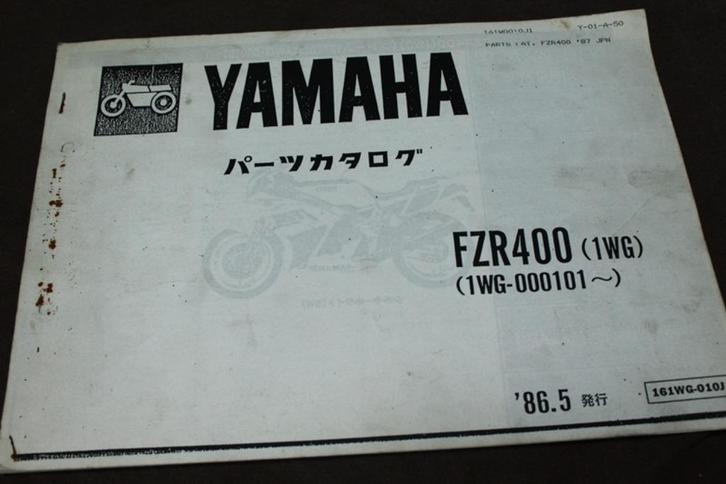 161WG010J1 Y-01-A-50
PARTS CAT. FZR400 '87 JPN
YAMAHA
パーツカタログ
FZR400 (1WG)
(1WG-000101～)
'86.5 発行
161WG-010J